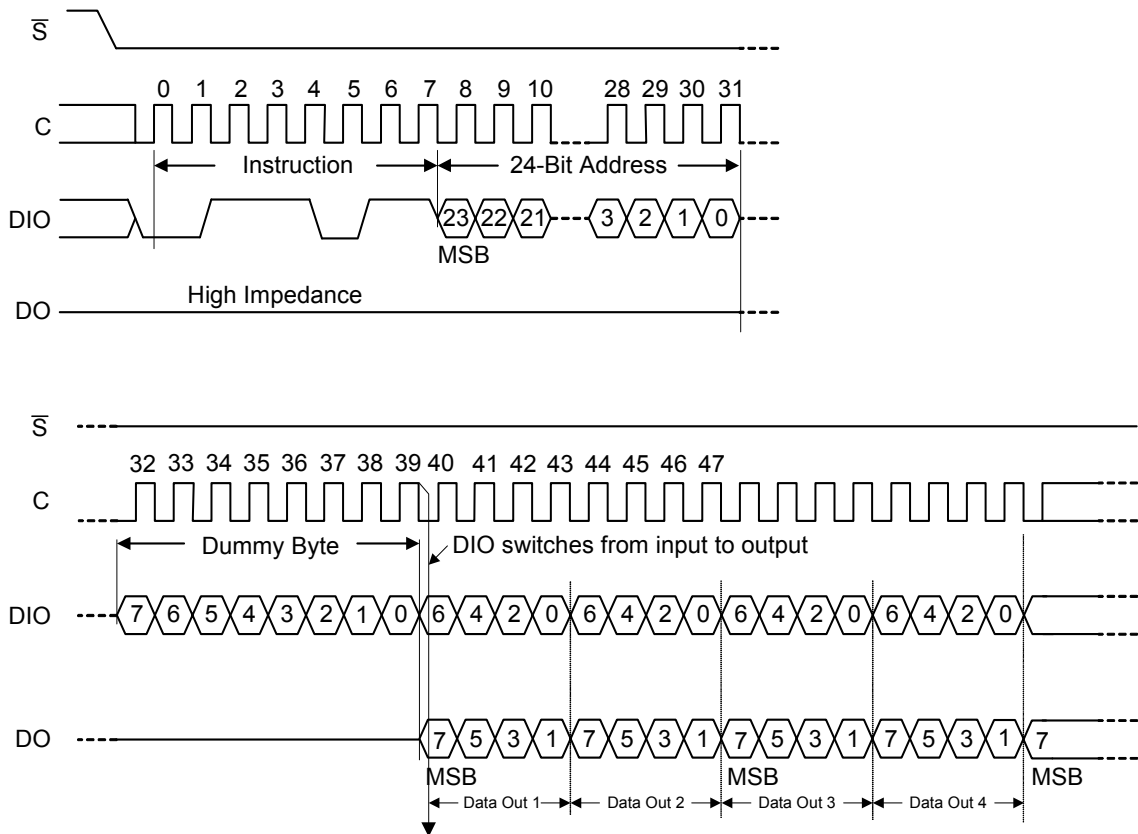 S
0 1 2 3 4 5 6 7 8 9 10 28 29 30 31
C
Instruction 24-Bit Address
DIO 23 22 21 3 2 1 0
MSB
High Impedance
DO
S
32 33 34 35 36 37 38 39 40 41 42 43 44 45 46 47
C
Dummy Byte DIO switches from input to output
DIO 7 6 5 4 3 2 1 0 6 4 2 0 6 4 2 0 6 4 2 0 6 4 2 0
DO 7 5 3 1 7 5 3 1 7 5 3 1 7 5 3 1 7
MSB MSB MSB
Data Out 1 Data Out 2 Data Out 3 Data Out 4